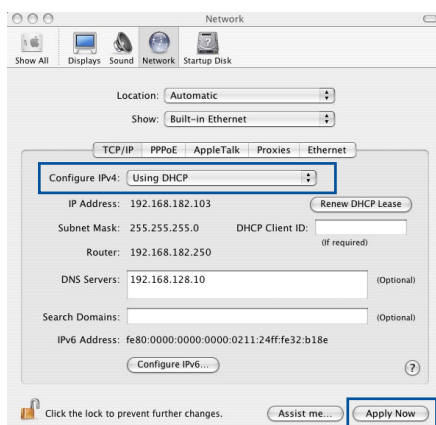 Network
Show All Displays Sound Network Startup Disk
Location: Automatic
Show: Built-in Ethernet
TCP/IP PPPoE AppleTalk Proxies Ethernet
Configure IPv4: Using DHCP
IP Address: 192.168.182.103 Renew DHCP Lease
Subnet Mask: 255.255.255.0 DHCP Client ID:
(If required)
Router: 192.168.182.250
DNS Servers: 192.168.128.10 (Optional)
Search Domains: (Optional)
IPv6 Address: fe80:0000:0000:0000:0211:24ff:fe32:b18e
Configure IPv6... ?
Click the lock to prevent further changes. Assist me... Apply Now